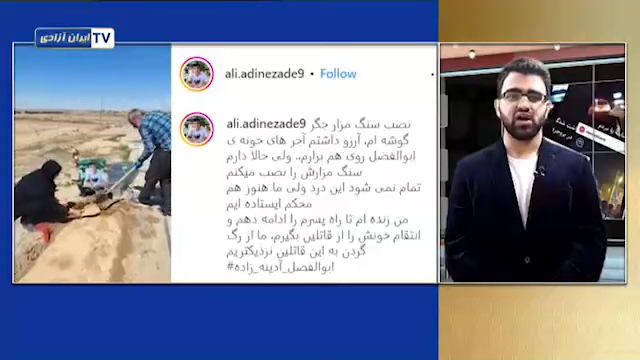 TV ایران آزادی
ali.adinezade9 • Follow
ali.adinezade9 نصب سنگ مزار جگر
گوشه ام، آرزو داشتم آجر های خونه ی
ابوالفضل روی هم بزارم.. ولی حالا دارم
سنگ مزارش را نصب میکنم
تمام نمی شود این درد ولی ما هنوز هم
محکم ایستاده ایم
من زنده ام تا راه پسرم را ادامه دهم و
انتقام خونش را از قاتلین بگیرم، ما از رگ
گردن به این قاتلین نزدیکتریم
#ابوالفضل_آدینه_زاده